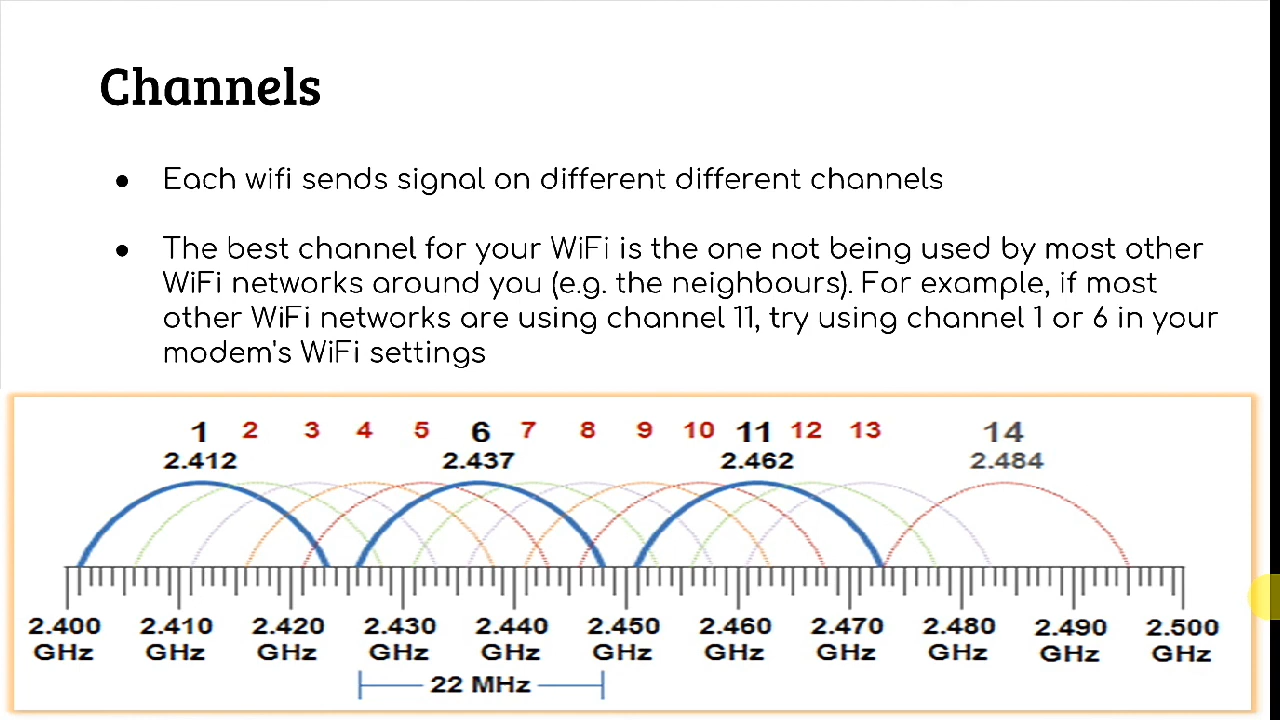 Channels
● Each wifi sends signal on different different channels
● The best channel for your WiFi is the one not being used by most other
WiFi networks around you (e.g. the neighbours). For example, if most
other WiFi networks are using channel 11, try using channel 1 or 6 in your
modem's WiFi settings
1 2 3 4 5 6 7 8 9 10 11 12 13 14
2.412 2.437 2.462 2.484
2.400 2.410 2.420 2.430 2.440 2.450 2.460 2.470 2.480 2.490 2.500
GHz GHz GHz GHz GHz GHz GHz GHz GHz GHz GHz
22 MHz